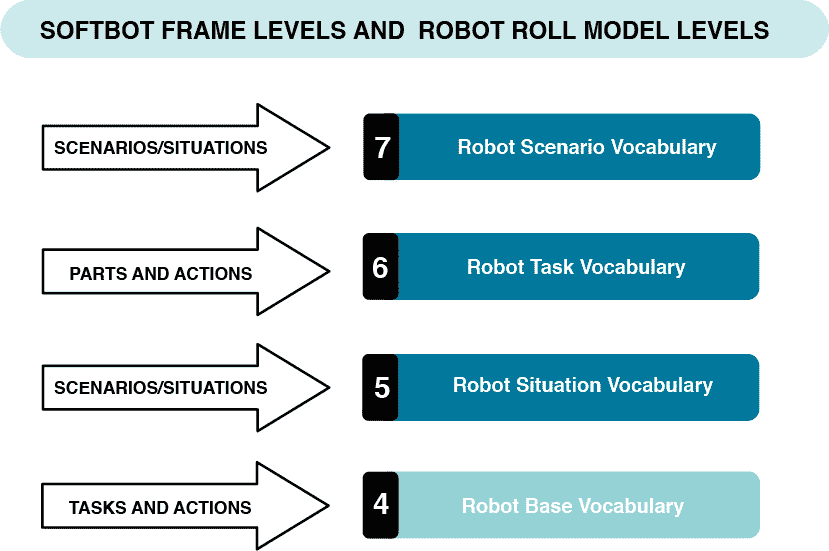 SOFTBOT FRAME LEVELS AND ROBOT ROLL MODEL LEVELS
SCENARIOS/SITUATIONS
7 Robot Scenario Vocabulary
PARTS AND ACTIONS
6 Robot Task Vocabulary
SCENARIOS/SITUATIONS
5 Robot Situation Vocabulary
TASKS AND ACTIONS
4 Robot Base Vocabulary